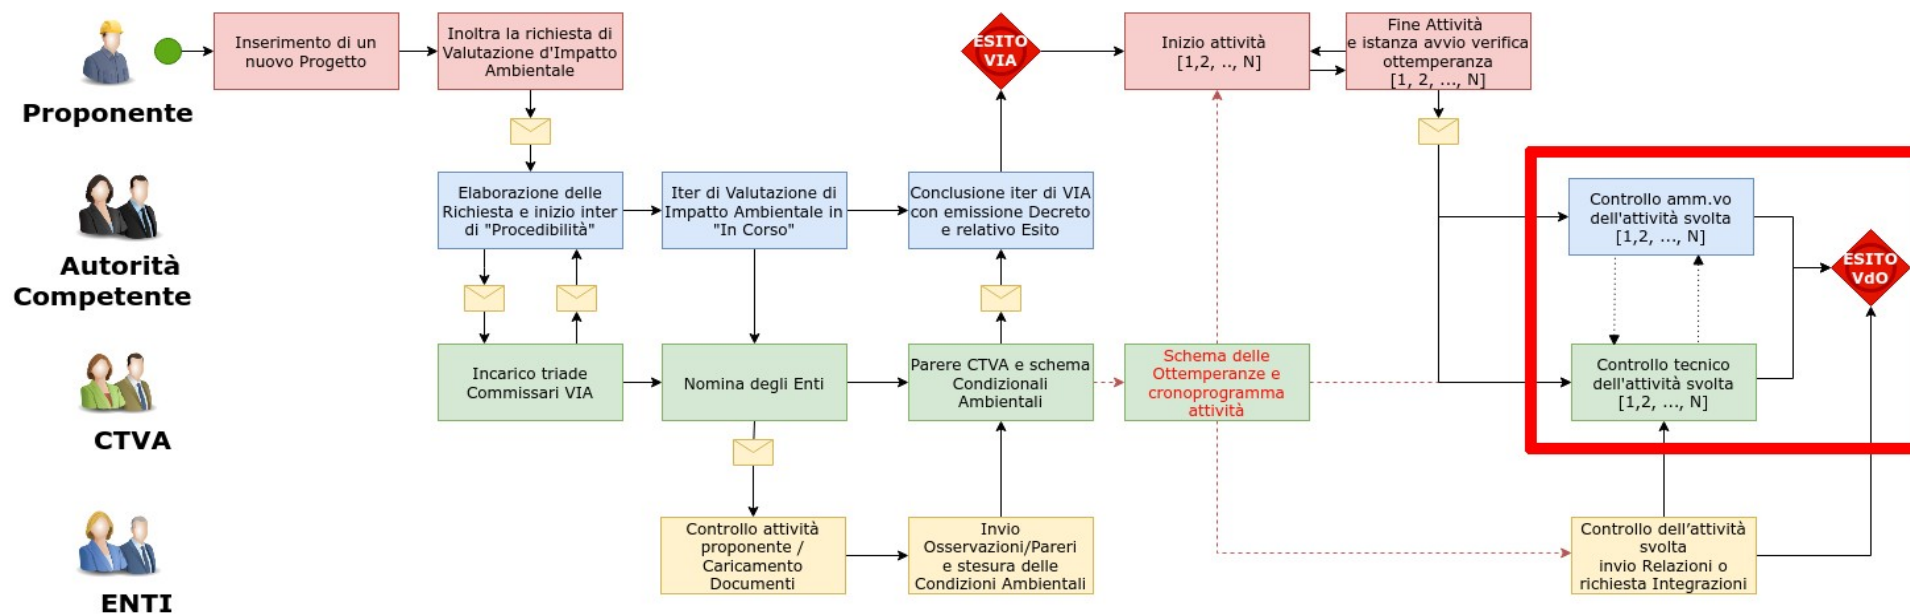 Proponente
Inserimento di un
nuovo Progetto
Inoltra la richiesta di
Valutazione d'Impatto
Ambientale
ESITO
VIA
Inizio attività
[1,2, .., N]
Fine Attività
e istanza avvio verifica
ottemperanza
[1, 2, ..., N]
Autorità
Competente
Elaborazione delle
Richiesta e inizio inter
di "Procedibilità"
Iter di Valutazione di
Impatto Ambientale in
"In Corso"
Conclusione iter di VIA
con emissione Decreto
e relativo Esito
Controllo amm.vo
dell'attività svolta
[1,2, ..., N]
ESITO
VdO
CTVA
Incarico triade
Commissari VIA
Nomina degli Enti
Parere CTVA e schema
Condizionali
Ambientali
Schema delle
Ottemperanze e
cronoprogramma
attività
Controllo tecnico
dell'attività svolta
[1,2, ..., N]
ENTI
Controllo attività
proponente /
Caricamento
Documenti
Invio
Osservazioni/Pareri
e stesura delle
Condizioni Ambientali
Controllo dell’attività
svolta
invio Relazioni o
richiesta Integrazioni